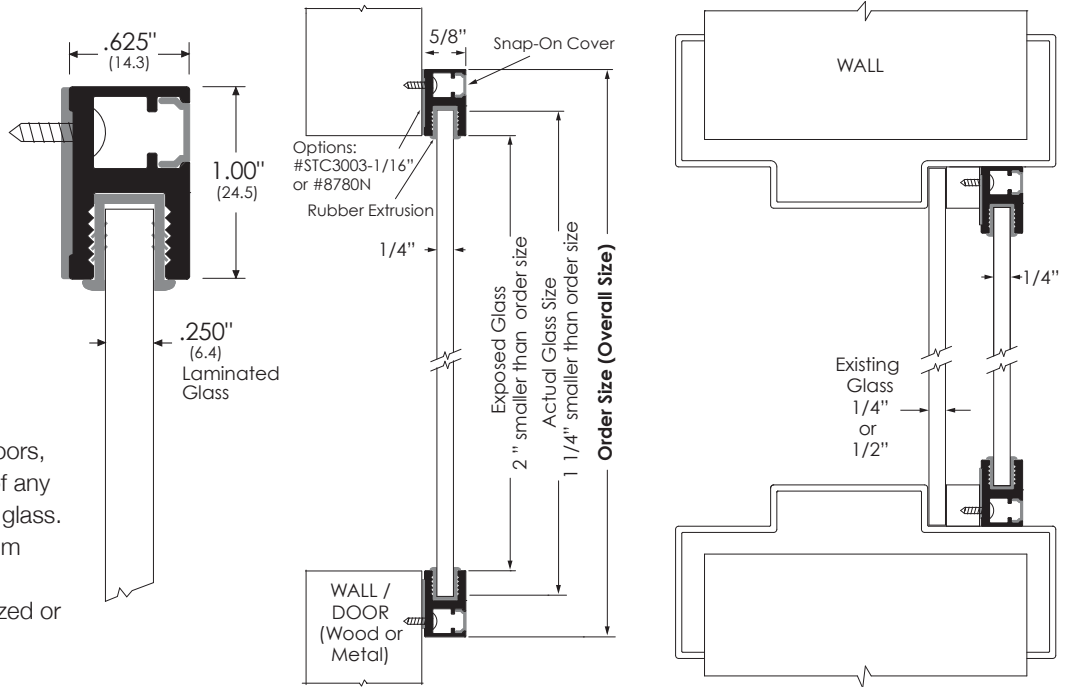 .625"
(14.3)
1.00"
(24.5)
.250"
(6.4)
Laminated
Glass
oors,
f any
glass.
m
zed or
5/8"
Snap-On Cover
Options:
#STC3003-1/16"
or #8780N
Rubber Extrusion
1/4"
Exposed Glass
2 " smaller than order size
Actual Glass Size
1 1/4" smaller than order size
Order Size (Overall Size)
WALL /
DOOR
(Wood or
Metal)
WALL
1/4"
Existing
Glass
1/4"
or
1/2"